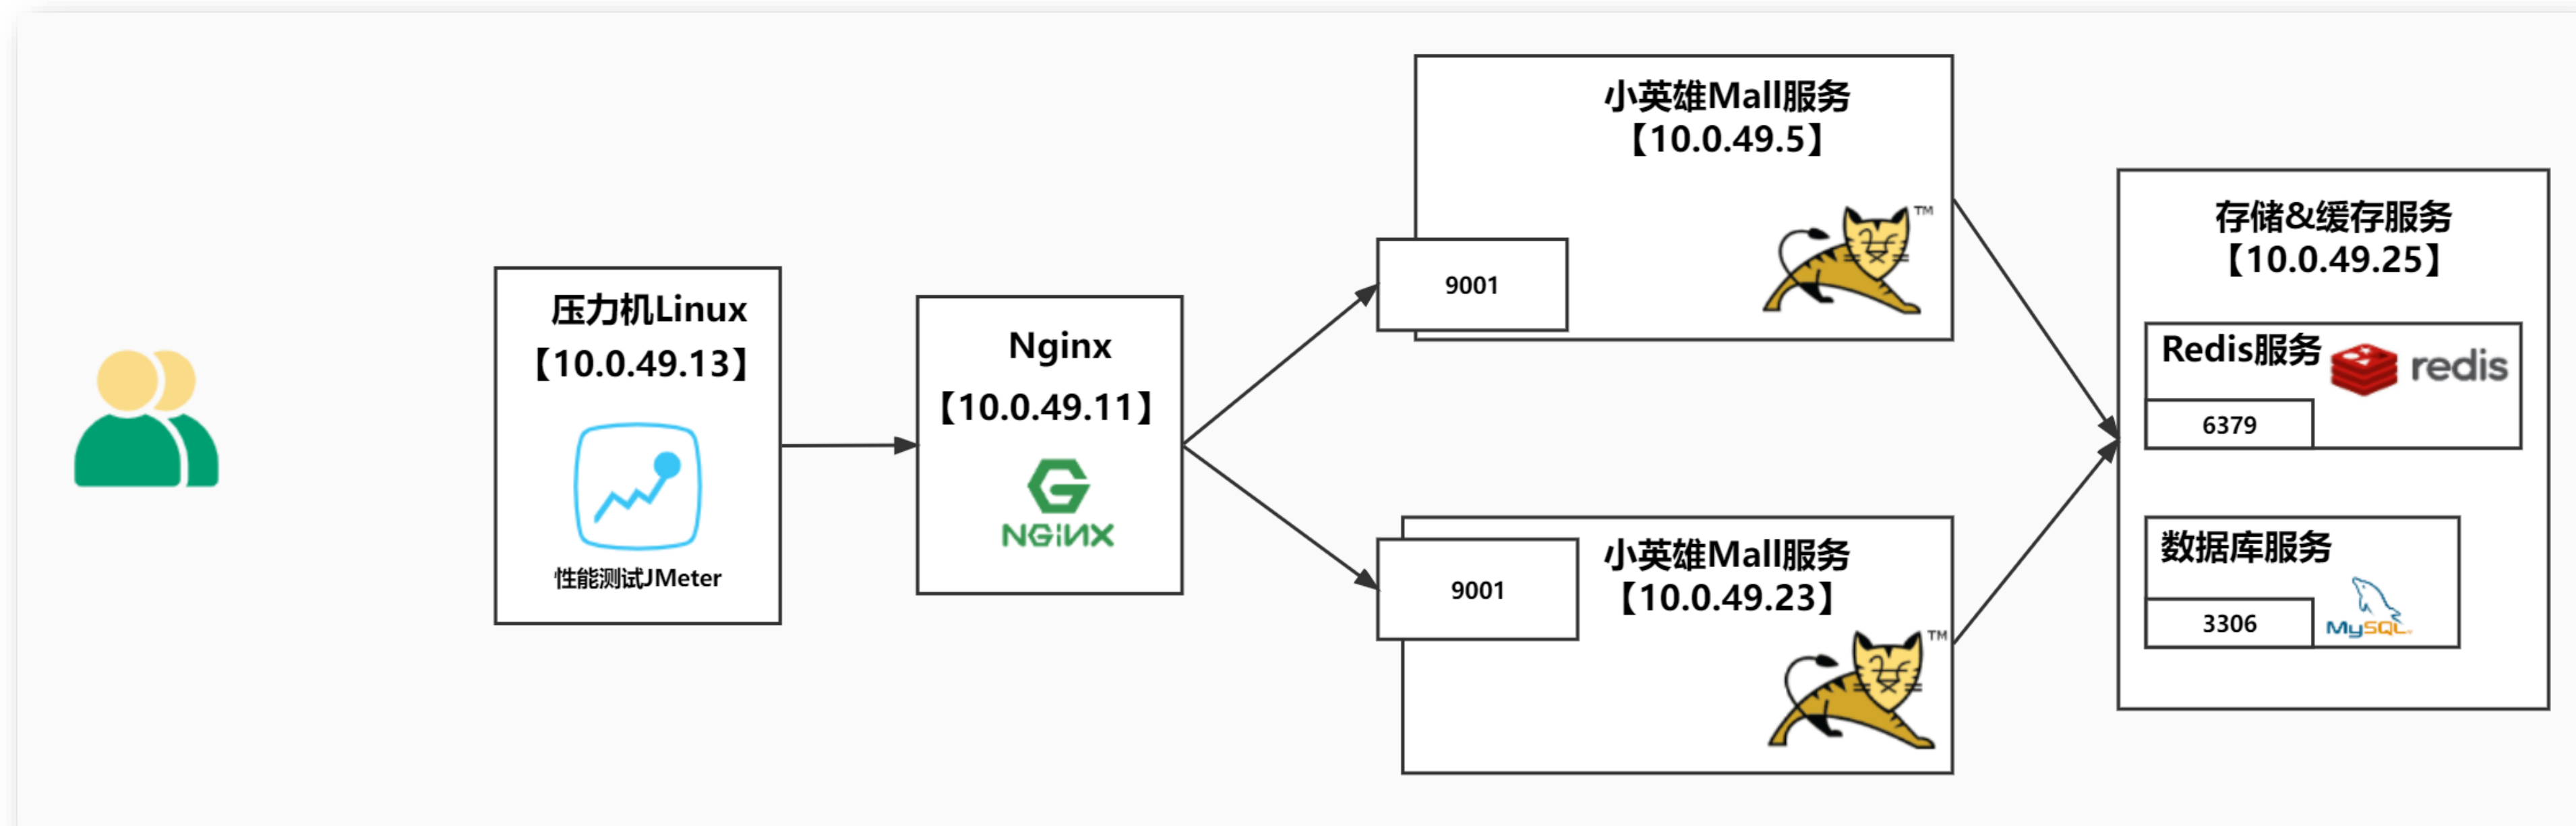 压力机Linux
【10.0.49.13】
性能测试JMeter
Nginx
【10.0.49.11】
NGiNX
小英雄Mall服务
【10.0.49.5】
TM
9001
小英雄Mall服务
【10.0.49.23】
9001
TM
存储&缓存服务
【10.0.49.25】
Redis服务
redis
6379
数据库服务
3306
MySQL